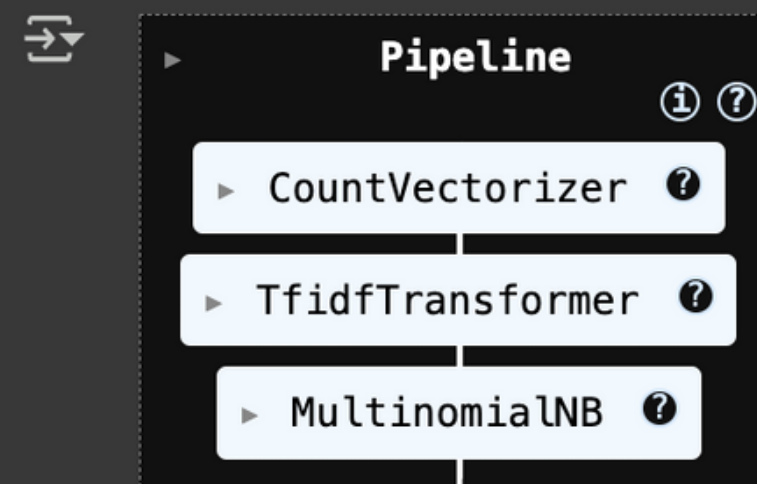 Pipeline
i ?
CountVectorizer ?
TfidfTransformer ?
MultinomialNB ?